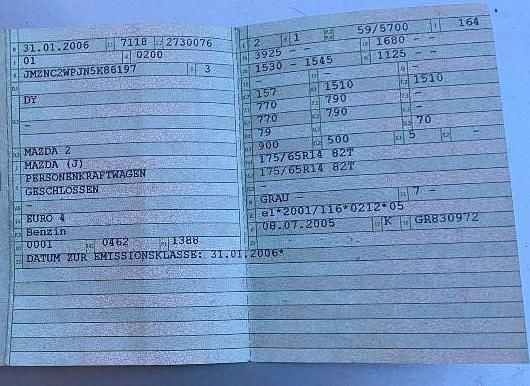 31.01.2006 7118 2730076
01 0200
JMZNC2WPJN5K86197 3
DY
-
MAZDA 2
MAZDA (J)
PERSONENKRAFTWAGEN
GESCHLOSSEN
-
EURO 4
Benzin
0001 0462 1388
DATUM ZUR EMISSIONSKLASSE: 31.01.2006*
2 1 59/5700 164
3925 - - 1680 - -
1530 - 1545 1125 - -
- -
157 1510 - 1510
770 790 - -
770 790 - -
79 - 70
900 500 5 -
175/65R14 82T
175/65R14 82T
-
GRAU - 7 -
e1*2001/116*0212*05
08.07.2005 K GR830972